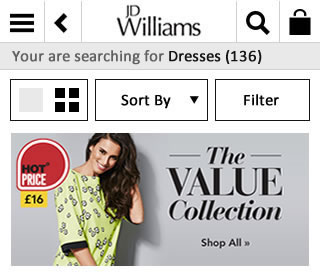 JD
Williams
Your are searching for Dresses (136)
Sort By
Filter
HOT
PRICE
£16
The
VALUE
Collection
Shop All »